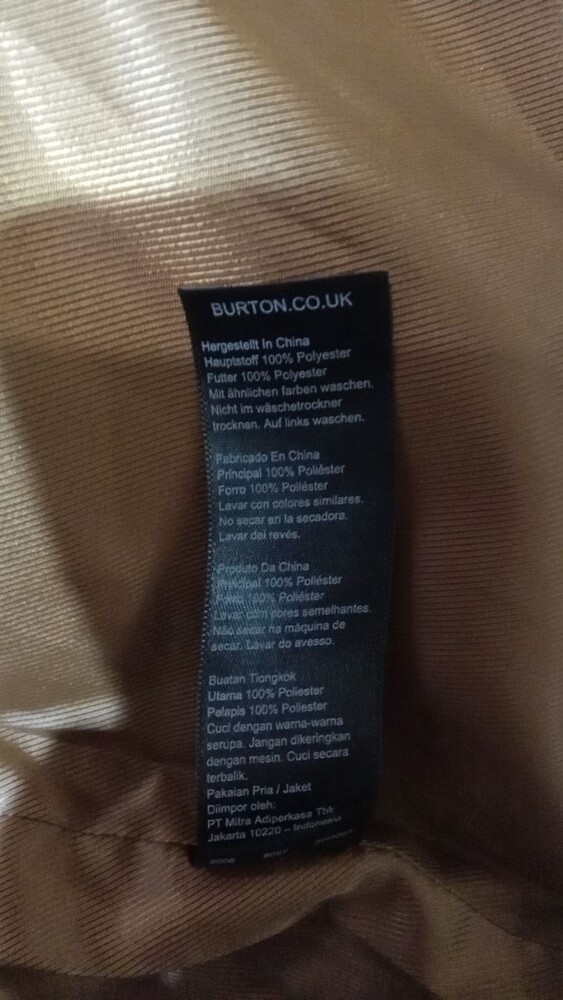 BURTON.CO.UK
Hergestellt In China
Hauptstoff 100% Polyester
Futter 100% Polyester
Mit ähnlichen farben waschen.
Nicht im wäschetrockner
trocknen. Auf links waschen.
Fabricado En China
Principal 100% Poliéster
Forro 100% Poliéster
Lavar con colores similares.
No secar en la secadora.
Lavar del revés.
Produto Da China
Principal 100% Poliéster
Forro 100% Poliéster
Lavar com cores semelhantes.
Não secar na máquina de
secar. Lavar do avesso.
Buatan Tiongkok
Utama 100% Poliester
Pelapis 100% Poliester
Cuci dengan warna-warna
serupa. Jangan dikeringkan
dengan mesin. Cuci secara
terbalik.
Pakaian Pria / Jaket
Diimpor oleh:
PT Mitra Adiperkasa Tbk
Jakarta 10220 – Indonesia